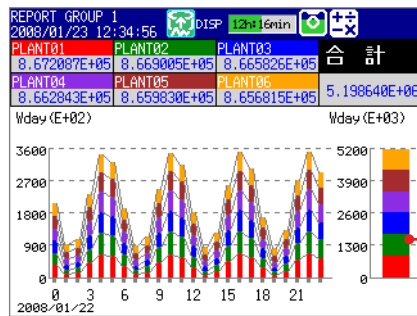 REPORT GROUP 1
2008/01/23 12:34:56 DISP 12h:16min
PLANT01 PLANT02 PLANT03 合 計
8.672087E+05 8.669005E+05 8.665826E+05
PLANT04 PLANT05 PLANT06 5.198640E+06
8.662843E+05 8.659830E+05 8.656815E+05
Wday(E+02) Wday(E+03)
3600 5200
2700 3900
1800 2600
900 1300
0 0
0 3 6 9 12 15 18 21
2008/01/22